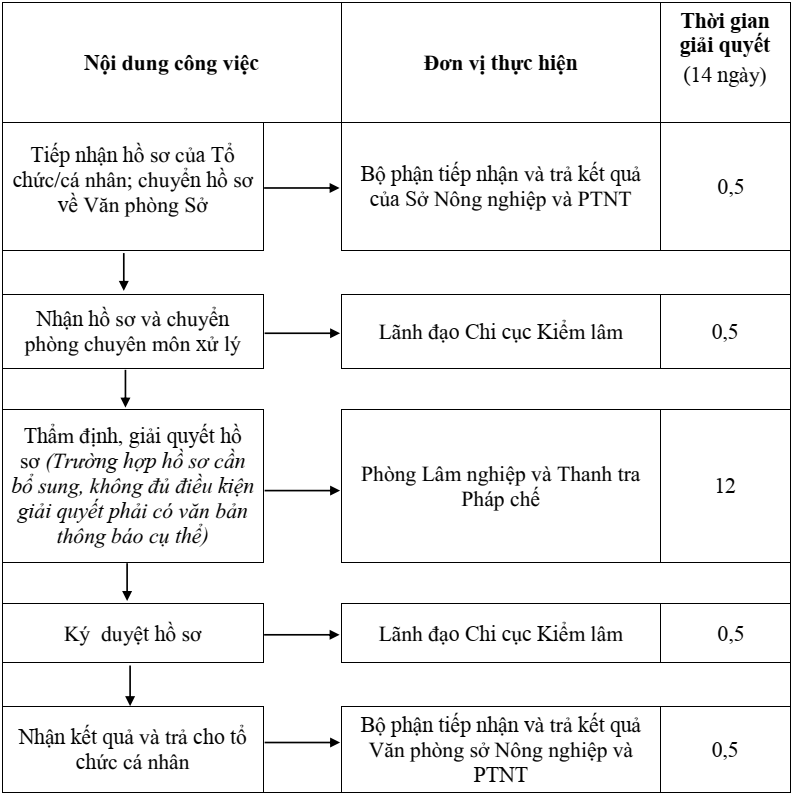 Nội dung công việc
Đơn vị thực hiện
Thời gian
giải quyết
(14 ngày)
Tiếp nhận hồ sơ của Tổ
chức/cá nhân; chuyển hồ sơ
về Văn phòng Sở
Bộ phận tiếp nhận và trả kết quả
của Sở Nông nghiệp và PTNT
0,5
Nhận hồ sơ và chuyển
phòng chuyên môn xử lý
Lãnh đạo Chi cục Kiểm lâm
0,5
Thẩm định, giải quyết hồ
sơ (Trường hợp hồ sơ cần
bổ sung, không đủ điều kiện
giải quyết phải có văn bản
thông báo cụ thể)
Phòng Lâm nghiệp và Thanh tra
Pháp chế
12
Ký duyệt hồ sơ
Lãnh đạo Chi cục Kiểm lâm
0,5
Nhận kết quả và trả cho tổ
chức cá nhân
Bộ phận tiếp nhận và trả kết quả
Văn phòng sở Nông nghiệp và
PTNT
0,5